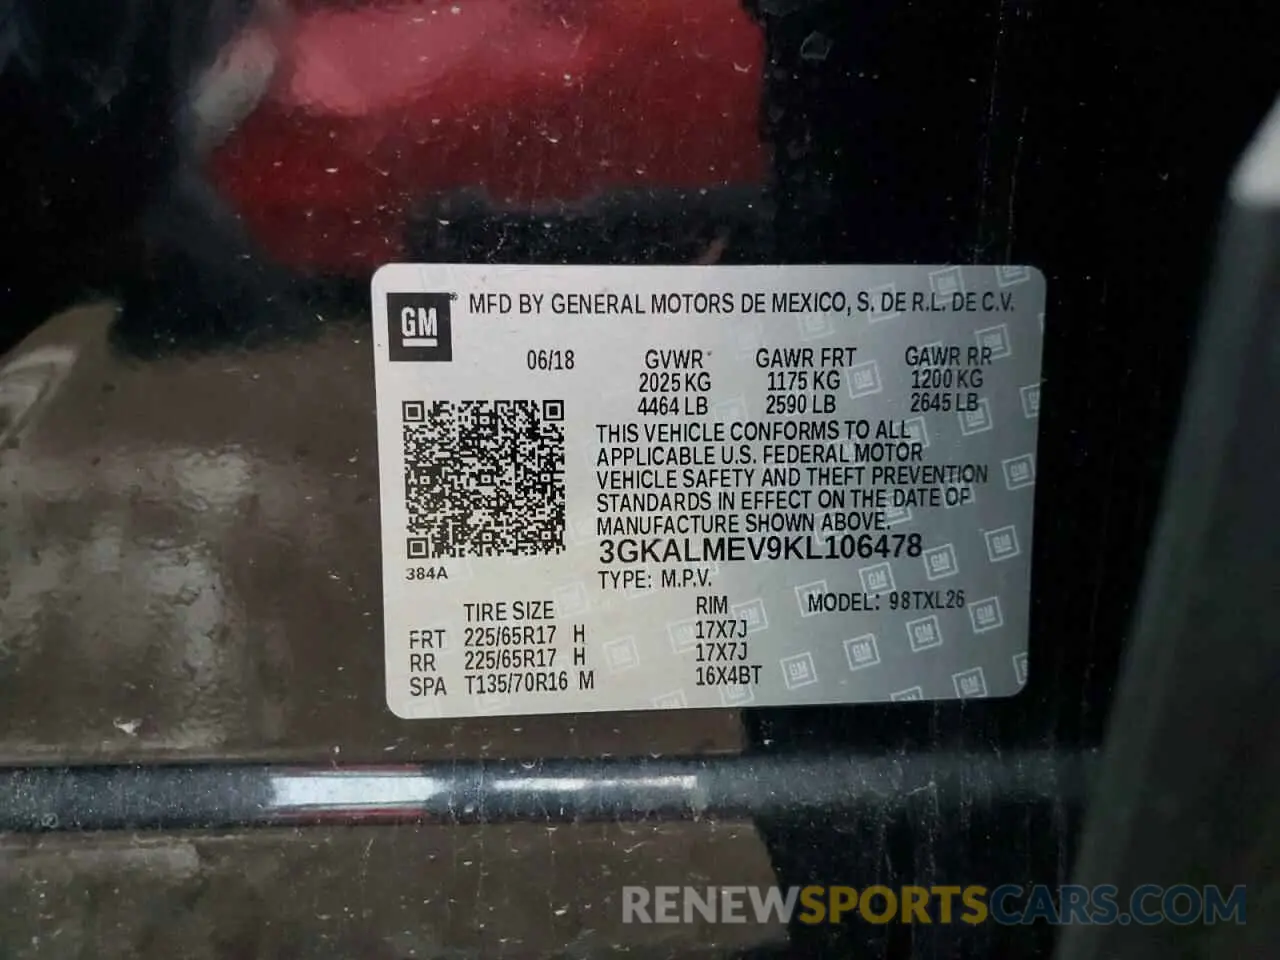 GM ® MFD BY GENERAL MOTORS DE MEXICO, S. DE R.L. DE C.V.
06/18 GVWR GAWR FRT GAWR RR
2025 KG 1175 KG 1200 KG
4464 LB 2590 LB 2645 LB
THIS VEHICLE CONFORMS TO ALL
APPLICABLE U.S. FEDERAL MOTOR
VEHICLE SAFETY AND THEFT PREVENTION
STANDARDS IN EFFECT ON THE DATE OF
MANUFACTURE SHOWN ABOVE.
3GKALMEV9KL106478
384A
TYPE: M.P.V.
TIRE SIZE RIM MODEL: 98TXL26
FRT 225/65R17 H 17X7J
RR 225/65R17 H 17X7J
SPA T135/70R16 M 16X4BT
RENEWSPORTSCARS.COM